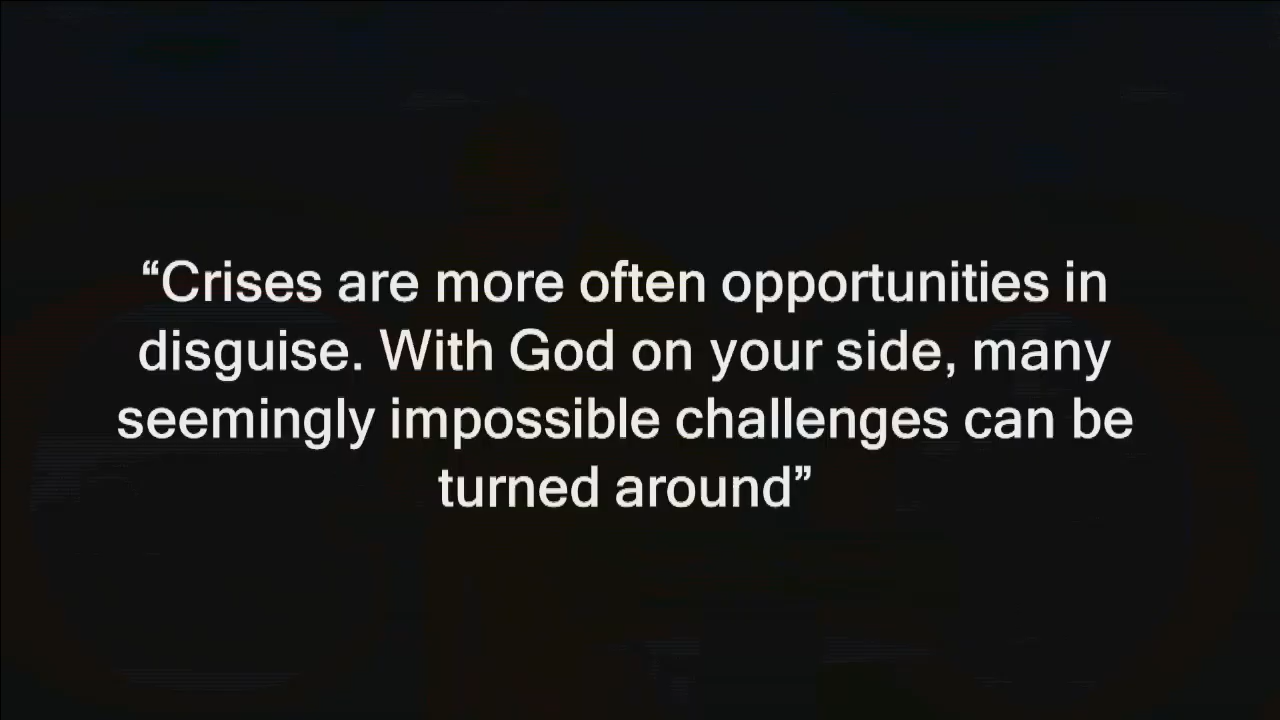 “Crises are more often opportunities in
disguise. With God on your side, many
seemingly impossible challenges can be
turned around”